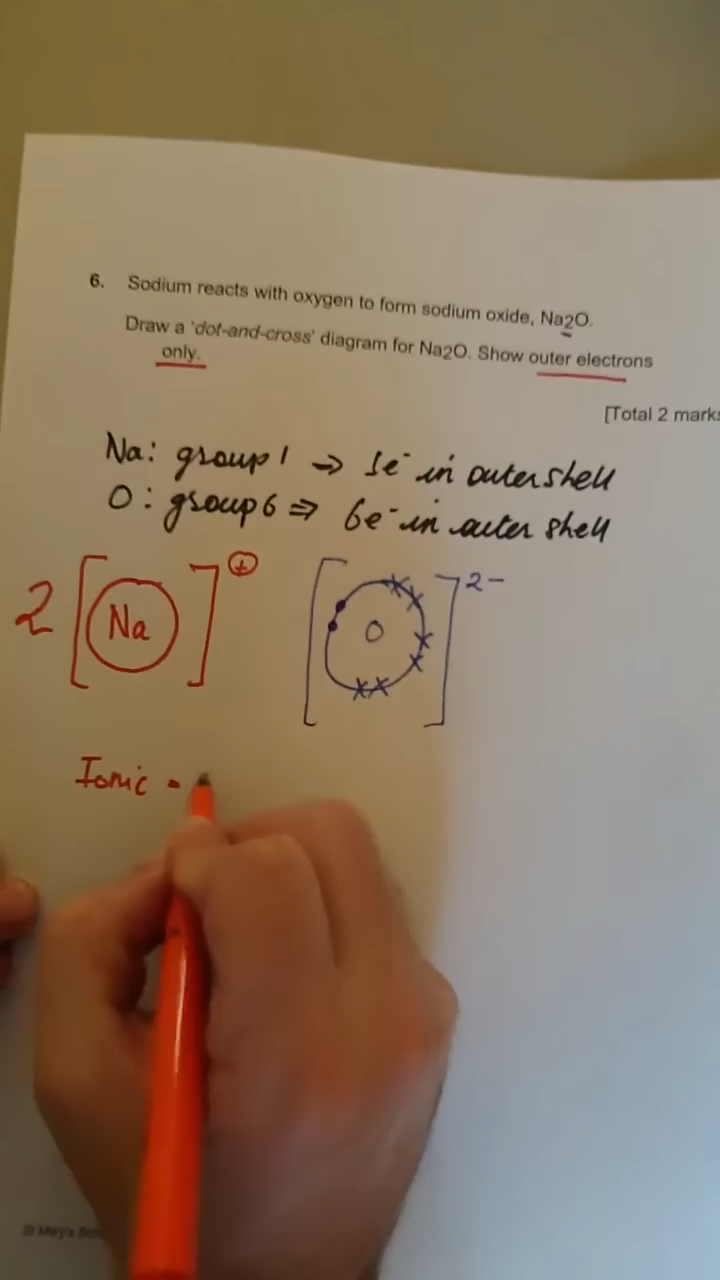 6. Sodium reacts with oxygen to form sodium oxide, Na2O.
Draw a 'dot-and-cross' diagram for Na2O. Show outer electrons
only.
[Total 2 marks
Na: group 1 ⇒ 1e⁻ in outer shell
O: group 6 ⇒ 6e⁻ in outer shell
2 [Na]⁺ [O]²⁻
Ionic -
St Mary's